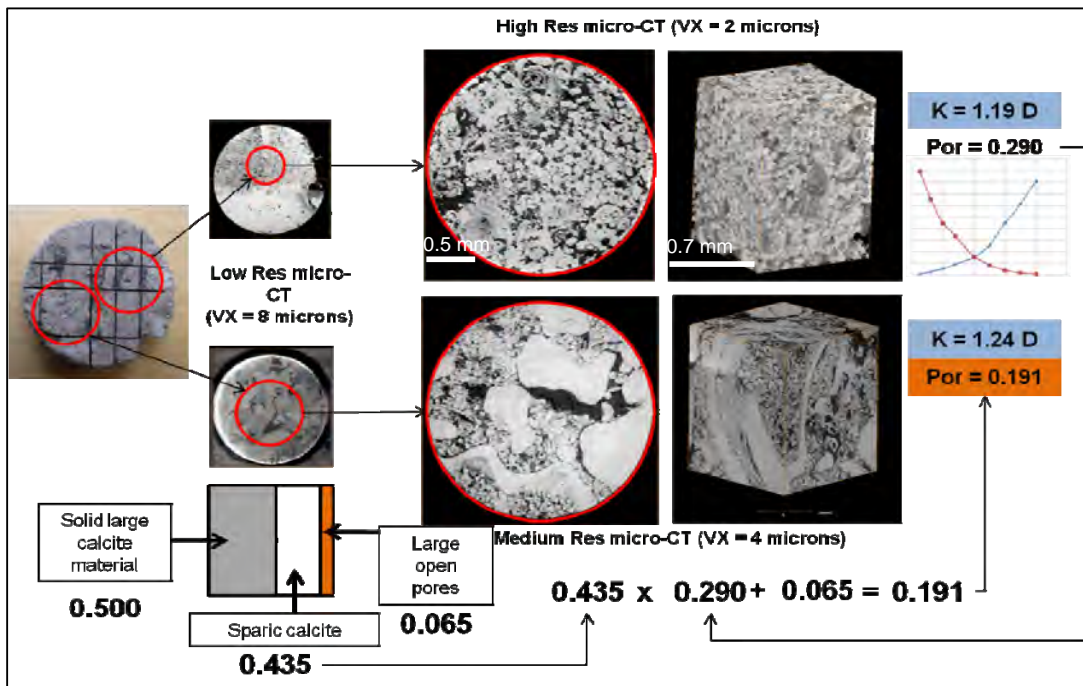 High Res micro-CT (VX = 2 microns)
K = 1.19 D
Por = 0.290
0.5 mm
0.7 mm
Low Res micro-
CT
(VX = 8 microns)
K = 1.24 D
Por = 0.191
Medium Res micro-CT (VX = 4 microns)
Solid large
calcite
material
0.500
Large
open
pores
0.065
Sparic calcite
0.435
0.435 x 0.290 + 0.065 = 0.191